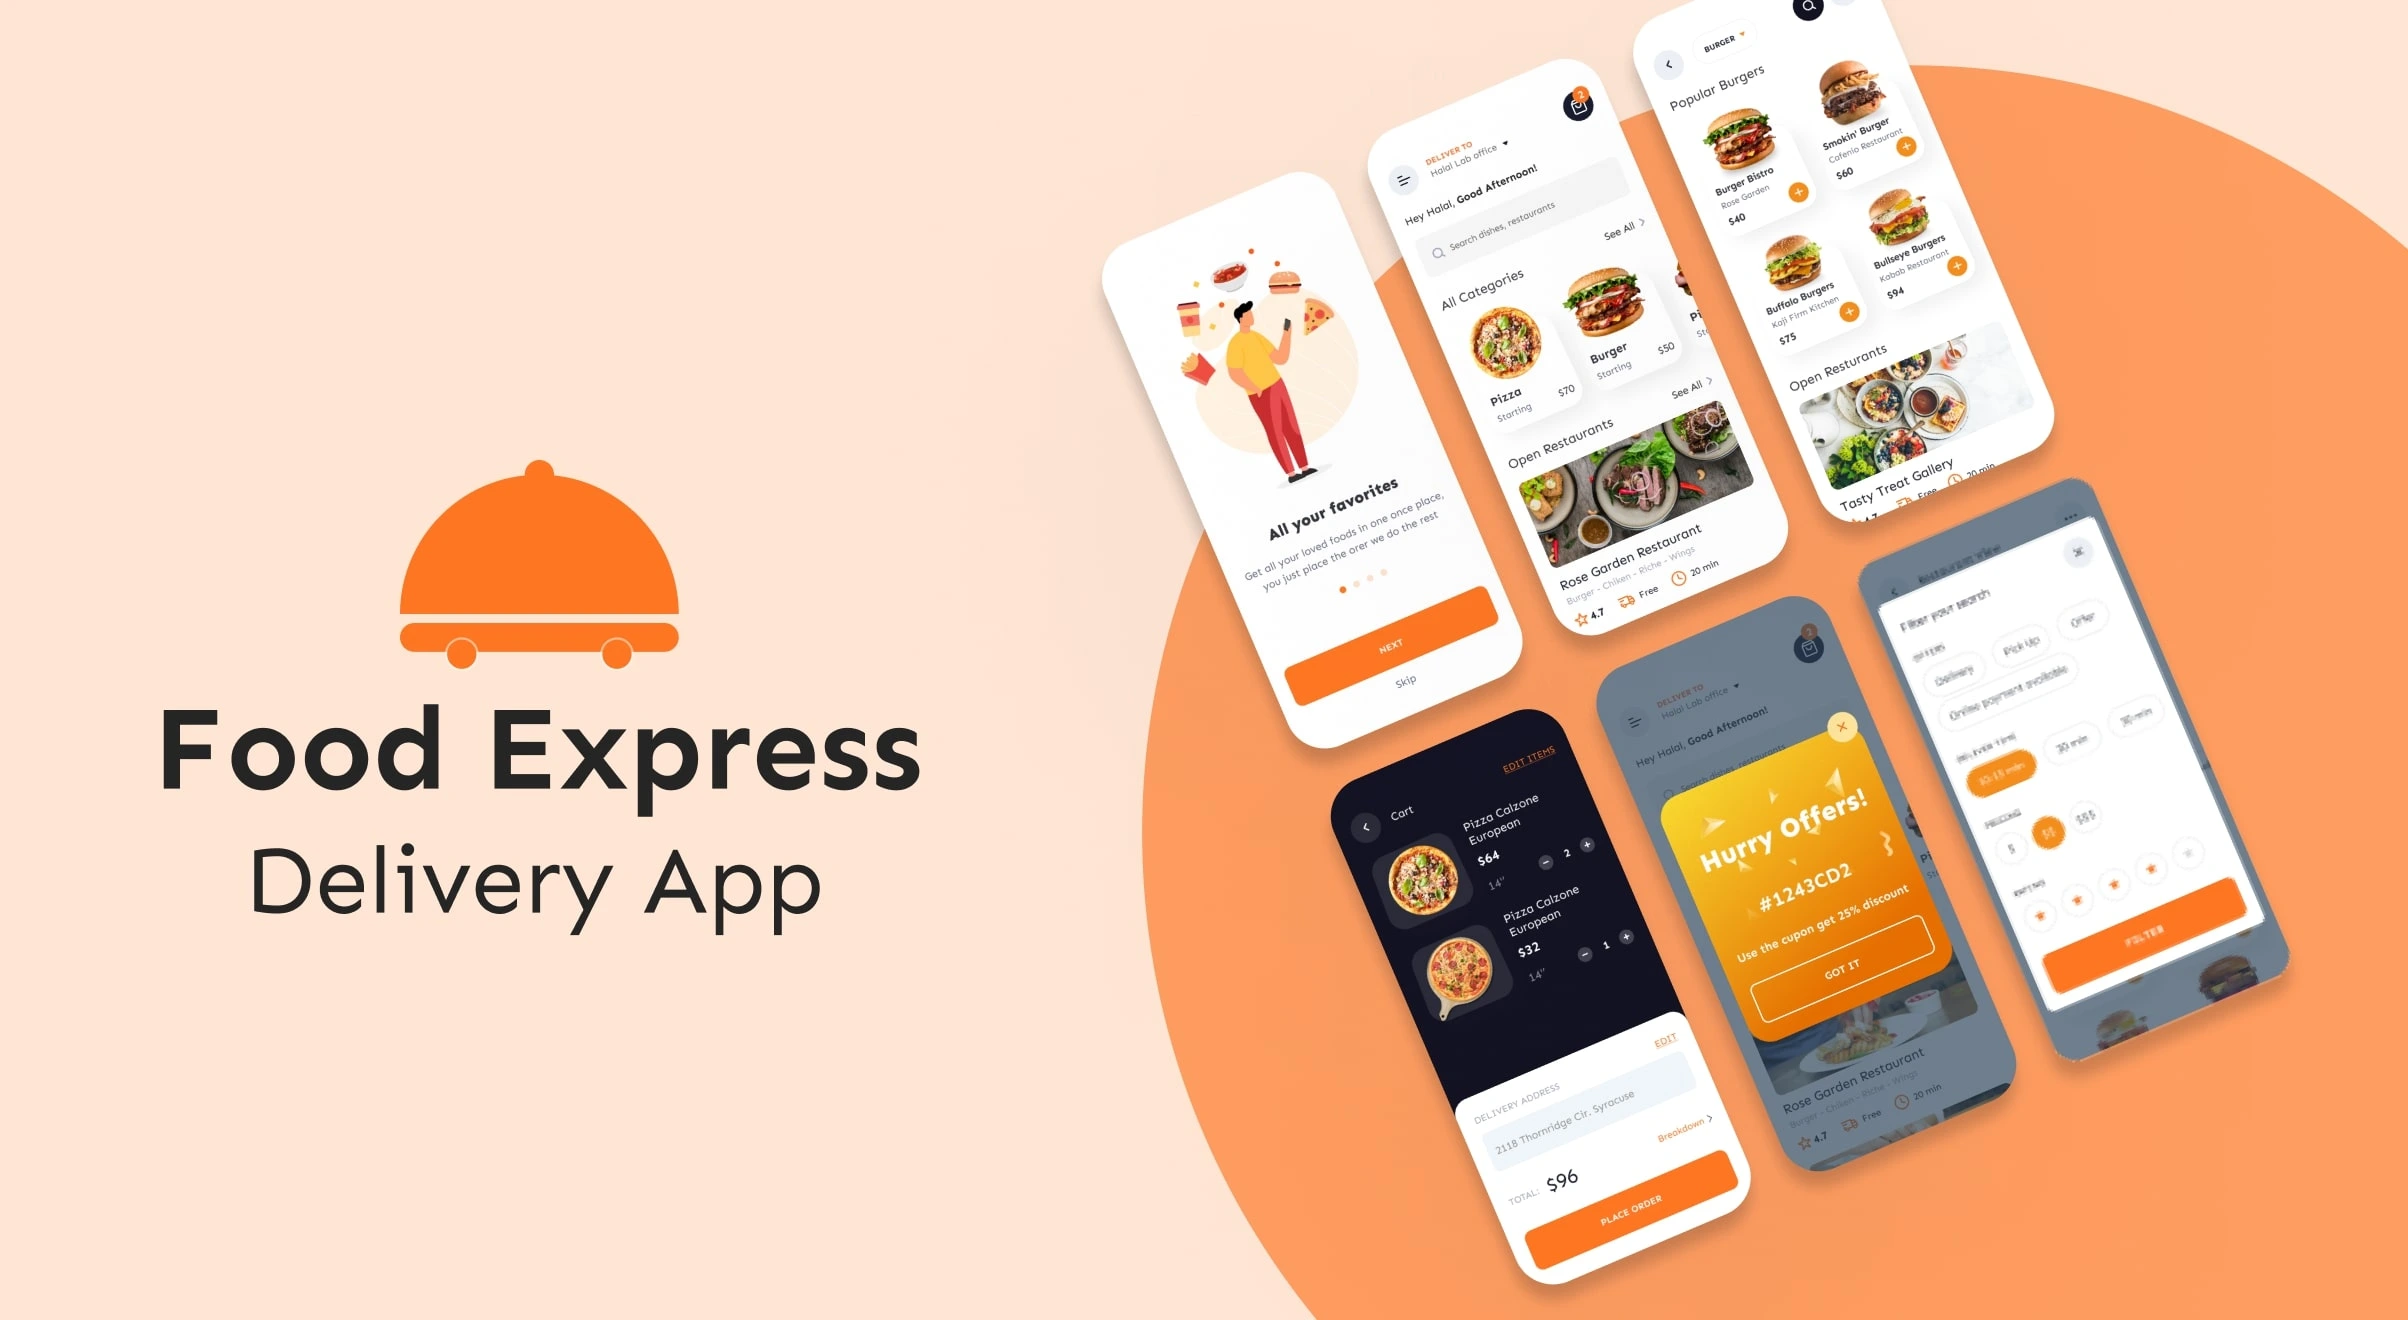 Food Express
Delivery App
All your favorites
Get all your loved foods in one once place,
you just place the orer we do the rest
NEXT
Skip
2
DELIVER TO
Halal Lab office
Hey Halal, Good Afternoon!
Search dishes, restaurants
All Categories
See All
Pizza
Starting
$70
Burger
Starting
$50
Open Restaurants
See All
Rose Garden Restaurant
Burger - Chiken - Riche - Wings
4.7
Free
20 min
BURGER
Popular Burgers
Burger Bistro
Rose Garden
$40
Smokin' Burger
Cafenio Restaurant
$60
Buffalo Burgers
Kaji Firm Kitchen
$75
Bullseye Burgers
Kabab Restaurant
$94
Open Resturants
Tasty Treat Gallery
4.7
Free
20 min
Cart
EDIT ITEMS
Pizza Calzone
European
$64
14"
2
Pizza Calzone
European
$32
14"
1
DELIVERY ADDRESS
EDIT
2118 Thornridge Cir. Syracuse
TOTAL:
$96
Breakdown
PLACE ORDER
2
DELIVER TO
Halal Lab office
Hey Halal, Good Afternoon!
Search dishes, restaurants
Hurry Offers!
#1243CD2
Use the cupon get 25% discount
GOT IT
Rose Garden Restaurant
Burger - Chiken - Riche - Wings
4.7
Free
20 min
Filter your search
Delivery
Pick Up
Offer
Online payment available
10-15 min
20 min
30 min
$
$$
$$$
FILTER